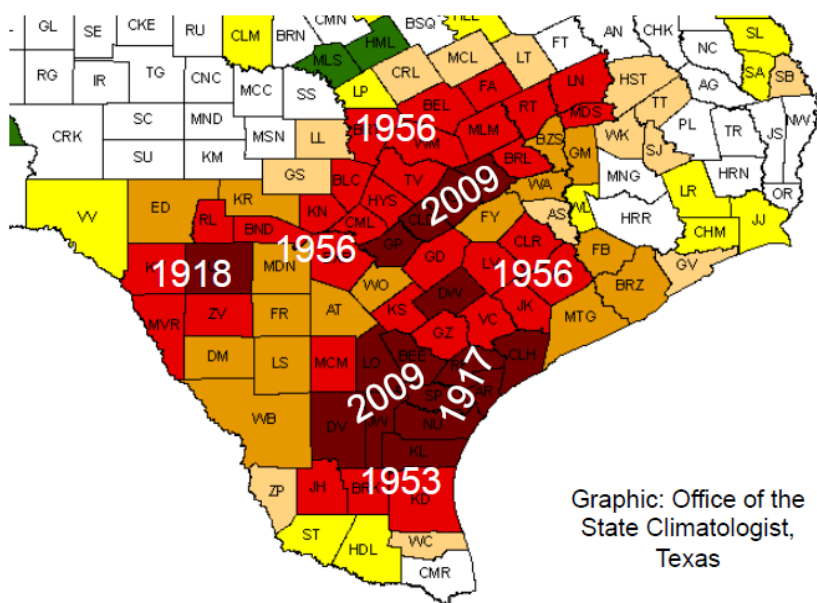 GL
SE
CKE
RU
CLM
BRN
CMN
BSQ
FT
AN
CHK
NC
SL
RG
IR
TG
CNC
MCC
SS
MLS
HML
LP
CRL
MCL
LT
LN
HST
AG
SA
SB
CRK
SC
MND
MSN
LL
BEL
FA
RT
MDS
TT
PL
TR
JS
NW
SU
KM
GS
1956
WM
MLM
BRL
BZS
GM
WK
SJ
MNG
HRN
OR
VV
ED
KR
RL
BND
KN
BLC
HYS
CML
TV
2009
WA
FY
AS
WL
HRR
LR
CHM
JJ
1918
MDN
1956
GP
GD
LV
CLR
1956
FB
BRZ
GV
MVR
ZV
FR
AT
WO
KS
DW
GZ
VC
JK
MTG
DM
LS
MCM
LO
BEE
CLH
WB
2009
SP
1917
AR
DV
JW
NU
KL
ZP
JH
1953
KD
ST
HDL
WC
CMR
Graphic: Office of the
State Climatologist,
Texas